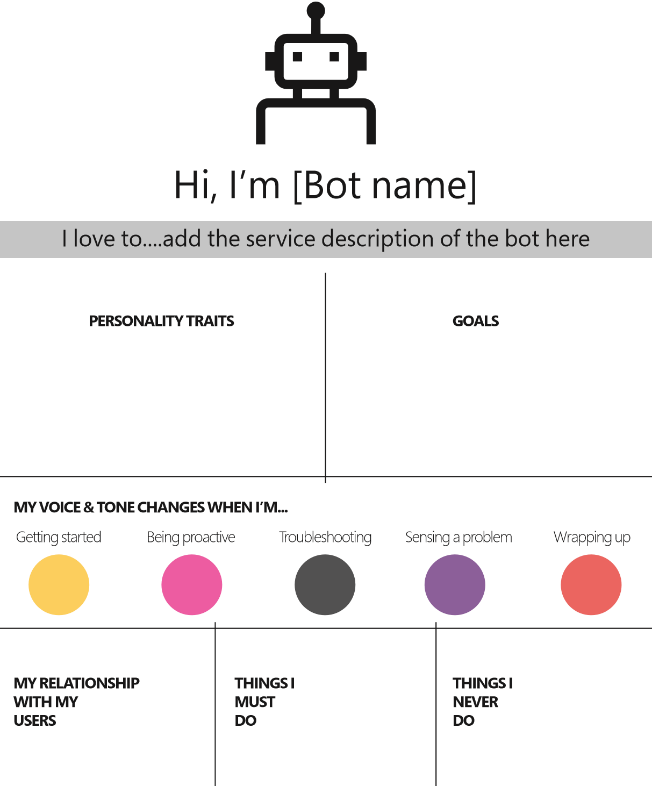 Hi, I’m [Bot name]
I love to....add the service description of the bot here
PERSONALITY TRAITS
GOALS
MY VOICE & TONE CHANGES WHEN I’M...
Getting started
Being proactive
Troubleshooting
Sensing a problem
Wrapping up
MY RELATIONSHIP
WITH MY
USERS
THINGS I
MUST
DO
THINGS I
NEVER
DO